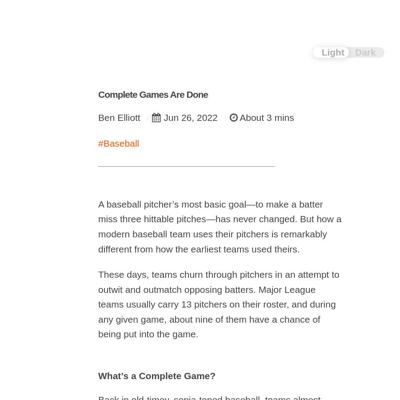 Light Dark
Complete Games Are Done
Ben Elliott Jun 26, 2022 About 3 mins
#Baseball
A baseball pitcher’s most basic goal—to make a batter
miss three hittable pitches—has never changed. But how a
modern baseball team uses their pitchers is remarkably
different from how the earliest teams used theirs.
These days, teams churn through pitchers in an attempt to
outwit and outmatch opposing batters. Major League
teams usually carry 13 pitchers on their roster, and during
any given game, about nine of them have a chance of
being put into the game.
What’s a Complete Game?
Back in old-timey, sepia-toned baseball, teams almost